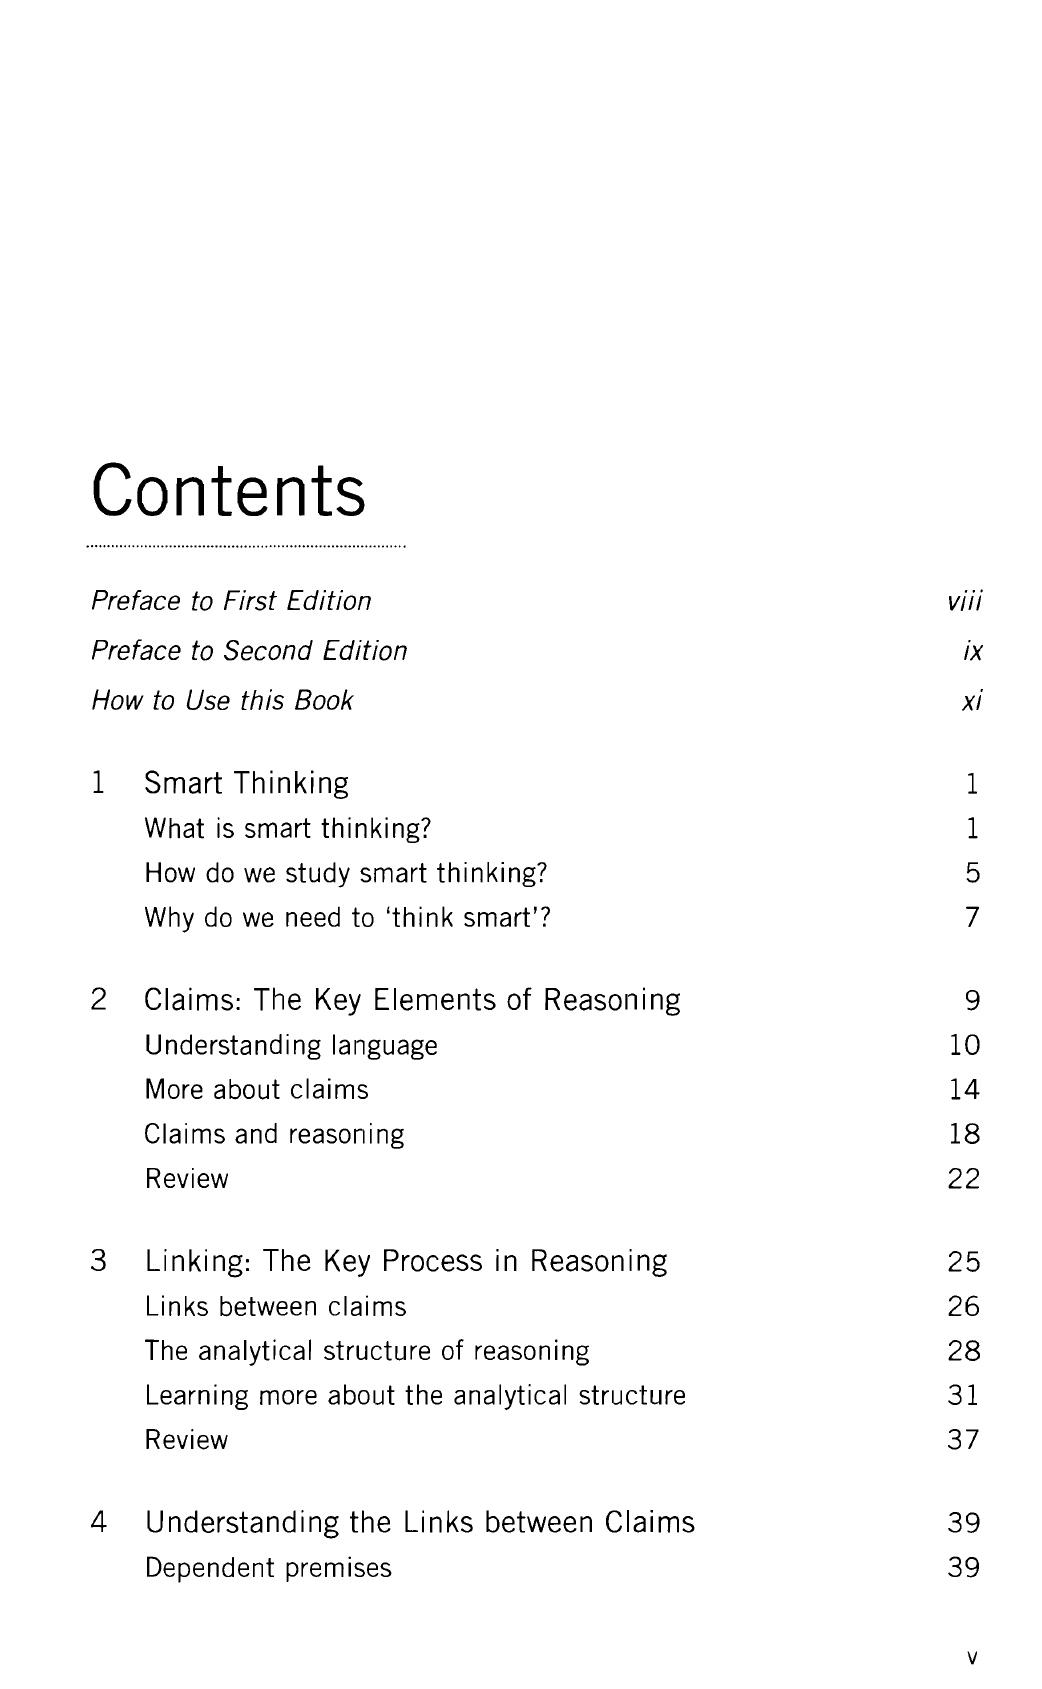 Contents
Preface to First Edition viii
Preface to Second Edition ix
How to Use this Book xi
1 Smart Thinking 1
What is smart thinking? 1
How do we study smart thinking? 5
Why do we need to 'think smart'? 7
2 Claims: The Key Elements of Reasoning 9
Understanding language 10
More about claims 14
Claims and reasoning 18
Review 22
3 Linking: The Key Process in Reasoning 25
Links between claims 26
The analytical structure of reasoning 28
Learning more about the analytical structure 31
Review 37
4 Understanding the Links between Claims 39
Dependent premises 39
v